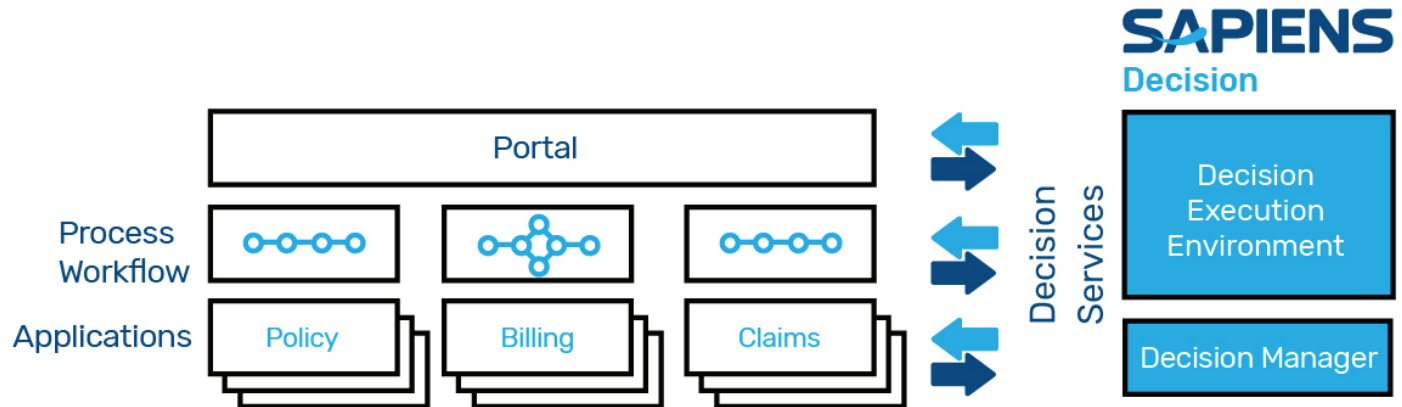 SAPIENS
Decision
Portal
Process
Workflow
Applications
Policy
Billing
Claims
Decision
Services
Decision
Execution
Environment
Decision Manager